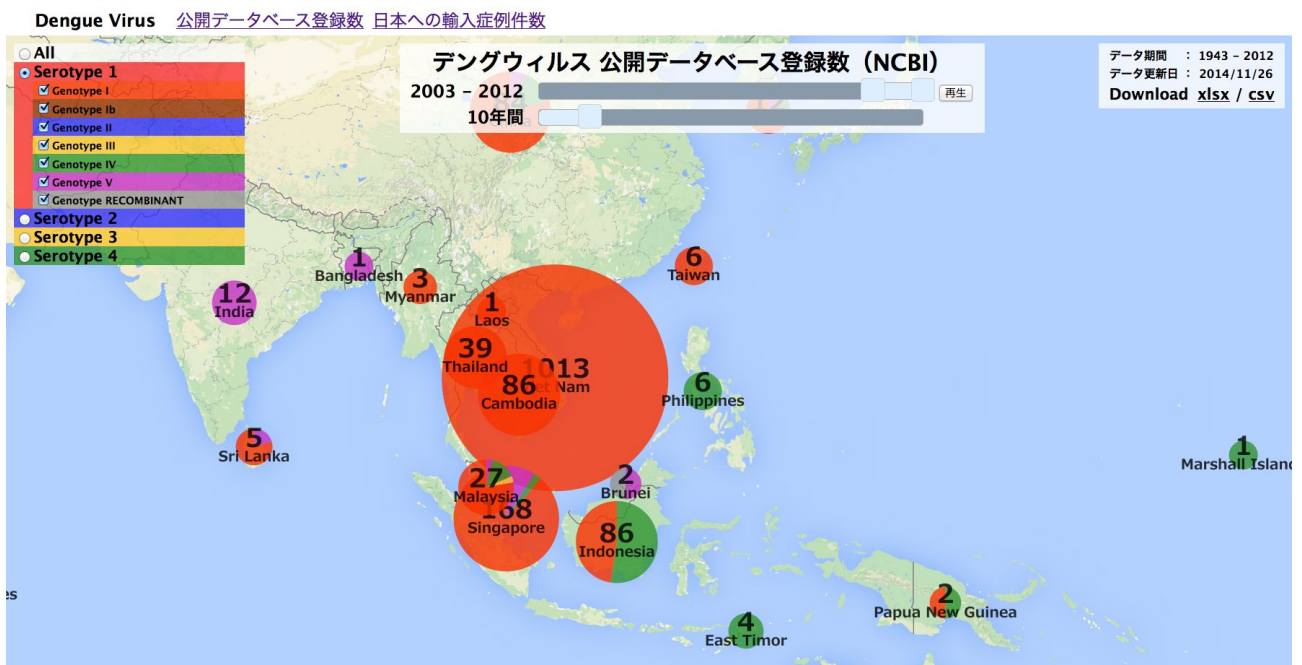 Dengue Virus 公開データベース登録数 日本への輸入症例件数
All
Serotype 1
Genotype I
Genotype Ib
Genotype II
Genotype III
Genotype IV
Genotype V
Genotype RECOMBINANT
Serotype 2
Serotype 3
Serotype 4
デングウィルス 公開データベース登録数（NCBI）
2003 – 2012
再生
10年間
データ期間 : 1943 – 2012
データ更新日 : 2014/11/26
Download xlsx / csv
1
Bangladesh
12
India
3
Myanmar
6
Taiwan
1
Laos
39
Thailand
1013
et Nam
86
Cambodia
6
Philippines
5
Sri Lanka
1
Marshall Island
27
Malaysia
168
Singapore
2
Brunei
86
Indonesia
es
2
Papua New Guinea
4
East Timor